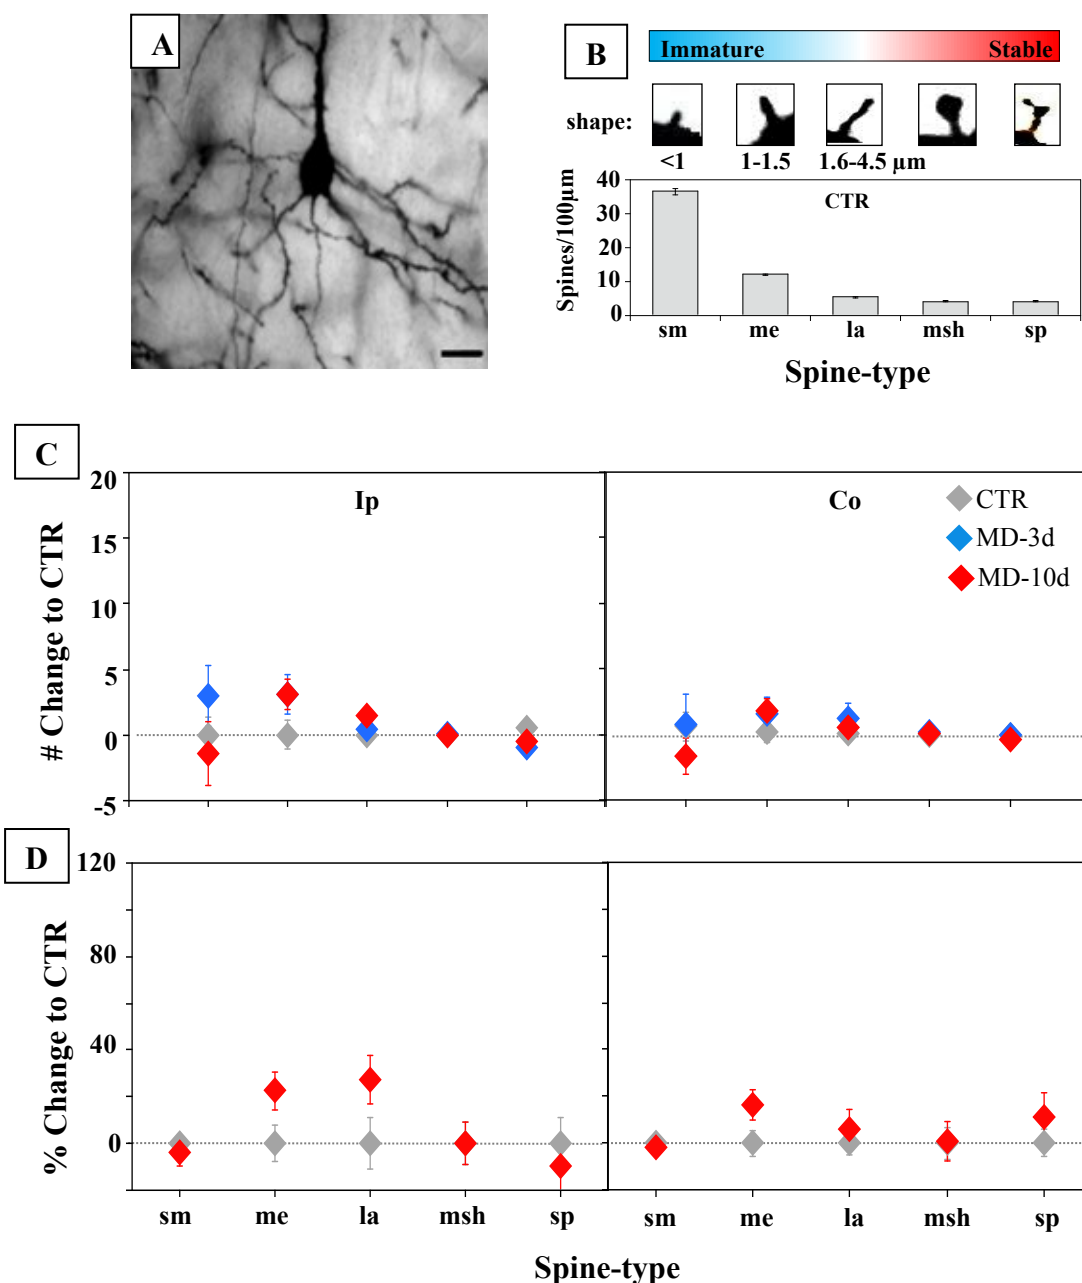 A
B
Immature Stable
shape:
<1 1-1.5 1.6-4.5 µm
Spines/100µm
40
30
20
10
0
CTR
sm me la msh sp
Spine-type
C
# Change to CTR
20
15
10
5
0
-5
Ip
Co
CTR
MD-3d
MD-10d
D
% Change to CTR
120
80
40
0
sm me la msh sp
sm me la msh sp
Spine-type